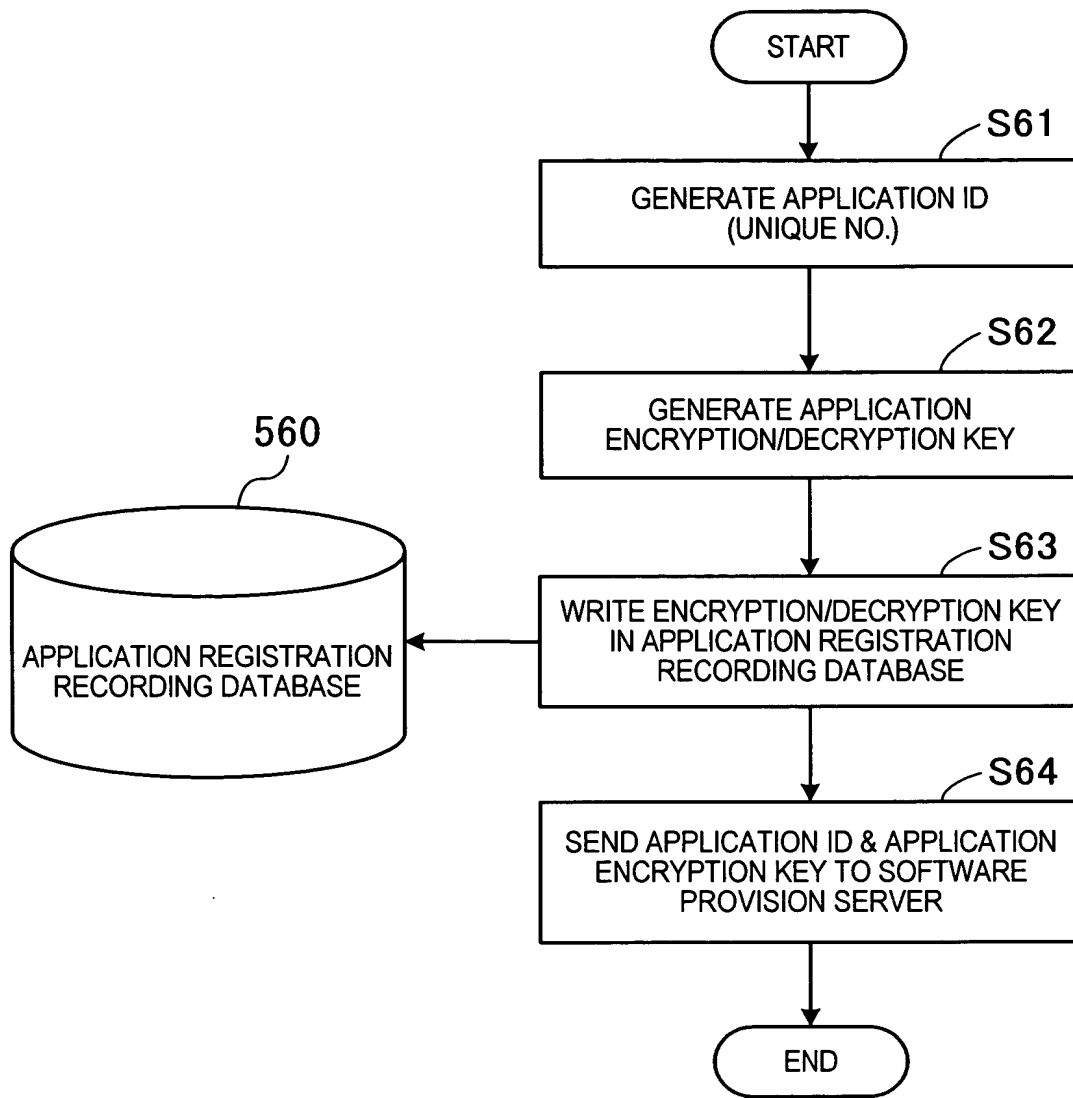 START
S61
GENERATE APPLICATION ID
(UNIQUE NO.)
S62
GENERATE APPLICATION
ENCRYPTION/DECRYPTION KEY
560
APPLICATION REGISTRATION
RECORDING DATABASE
S63
WRITE ENCRYPTION/DECRYPTION KEY
IN APPLICATION REGISTRATION
RECORDING DATABASE
S64
SEND APPLICATION ID & APPLICATION
ENCRYPTION KEY TO SOFTWARE
PROVISION SERVER
END